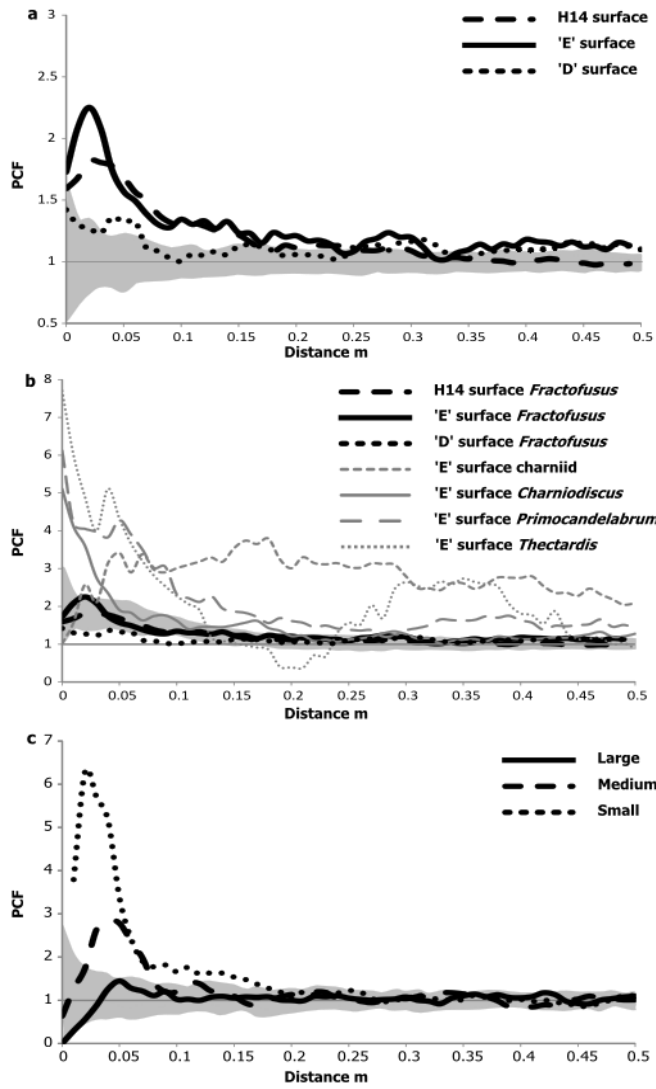 a
3
H14 surface
'E' surface
'D' surface
2.5
2
PCF
1.5
1
0.5
0 0.05 0.1 0.15 0.2 0.25 0.3 0.35 0.4 0.45 0.5
Distance m
b
8
H14 surface Fractofusus
'E' surface Fractofusus
'D' surface Fractofusus
'E' surface charniid
'E' surface Charniodiscus
'E' surface Primocandelabrum
'E' surface Thectardis
7
6
5
PCF
4
3
2
1
0
0 0.05 0.1 0.15 0.2 0.25 0.3 0.35 0.4 0.45 0.5
Distance m
c
7
Large
Medium
Small
6
5
4
PCF
3
2
1
0
0 0.05 0.1 0.15 0.2 0.25 0.3 0.35 0.4 0.45 0.5
Distance m